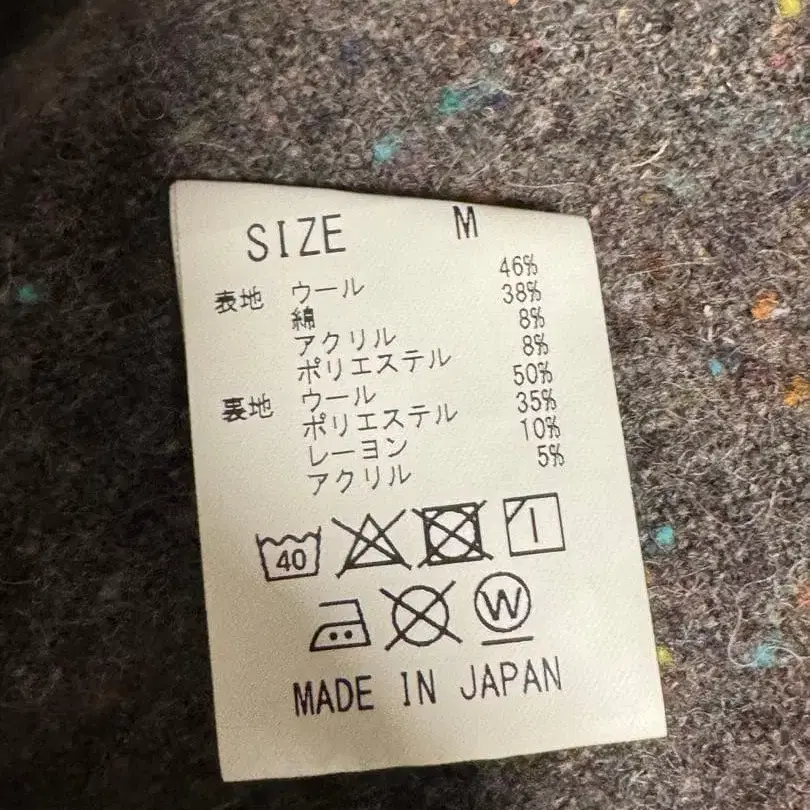 SIZE M
表地 ウール 46%
綿 38%
アクリル 8%
ポリエステル 8%
裏地 ウール 50%
ポリエステル 35%
レーヨン 10%
アクリル 5%
40
W
MADE IN JAPAN